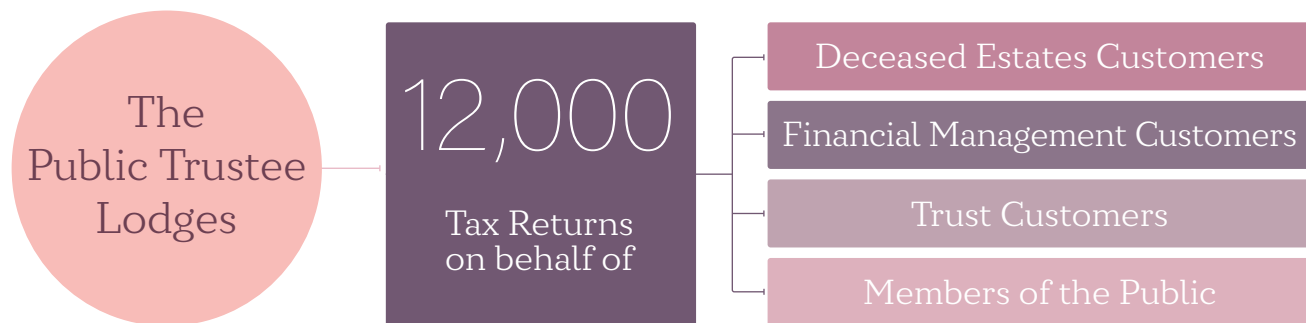 The
Public Trustee
Lodges
12,000
Tax Returns
on behalf of
Deceased Estates Customers
Financial Management Customers
Trust Customers
Members of the Public